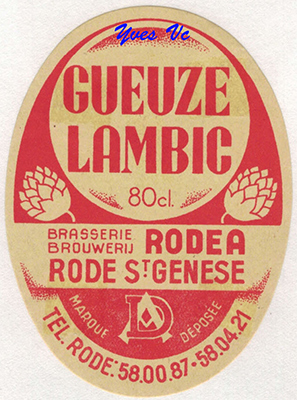 Yves Vc
GUEUZE
LAMBIC
80cl.
BRASSERIE
BROUWERIJ RODEA
RODE ST GENESE
MARQUE DA DÉPOSÉE
TEL. RODE: 58.00.87 • 58.04.21